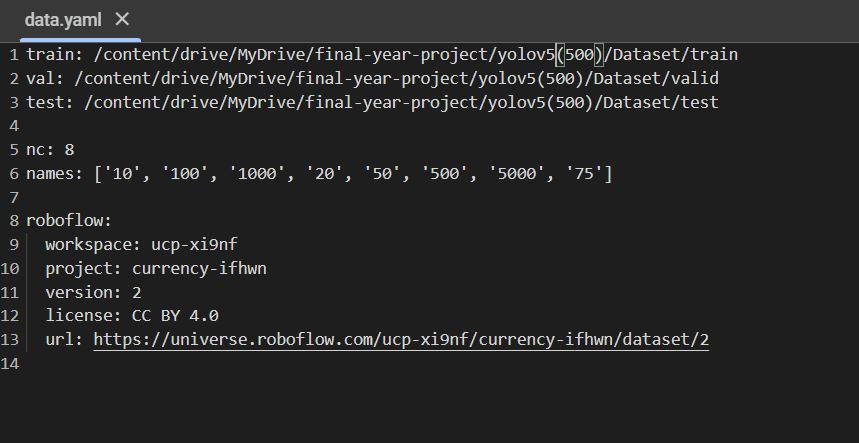 data.yaml ×
1 train: /content/drive/MyDrive/final-year-project/yolov5(500)/Dataset/train
2 val: /content/drive/MyDrive/final-year-project/yolov5(500)/Dataset/valid
3 test: /content/drive/MyDrive/final-year-project/yolov5(500)/Dataset/test
4
5 nc: 8
6 names: ['10', '100', '1000', '20', '50', '500', '5000', '75']
7
8 roboflow:
9   workspace: ucp-xi9nf
10   project: currency-ifhwn
11   version: 2
12   license: CC BY 4.0
13   url: https://universe.roboflow.com/ucp-xi9nf/currency-ifhwn/dataset/2
14